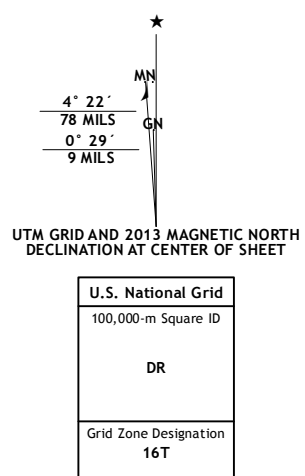 ★
MN
4° 22´
78 MILS
GN
0° 29´
9 MILS
UTM GRID AND 2013 MAGNETIC NORTH
DECLINATION AT CENTER OF SHEET
U.S. National Grid
100,000-m Square ID
DR
Grid Zone Designation
16T